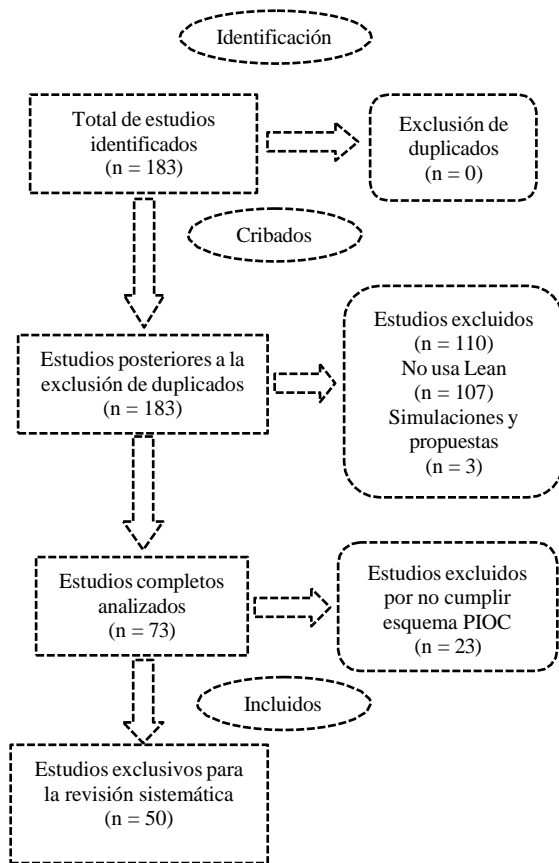 Identificación
Total de estudios
identificados
(n = 183)
Exclusión de
duplicados
(n = 0)
Cribados
Estudios posteriores a la
exclusión de duplicados
(n = 183)
Estudios excluidos
(n = 110)
No usa Lean
(n = 107)
Simulaciones y
propuestas
(n = 3)
Estudios completos
analizados
(n = 73)
Estudios excluidos
por no cumplir
esquema PIOC
(n = 23)
Incluidos
Estudios exclusivos para
la revisión sistemática
(n = 50)